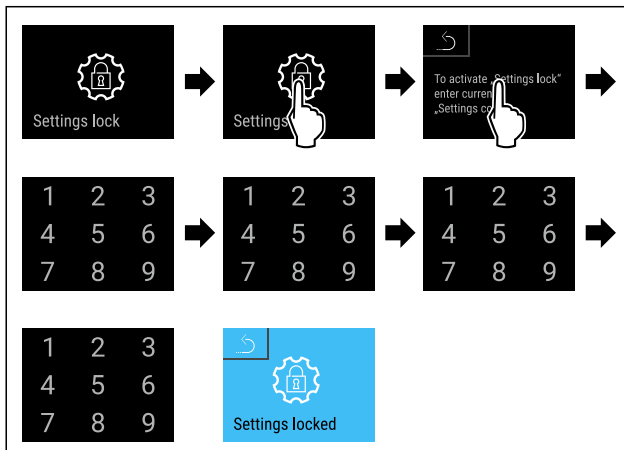 Settings lock
Settings
To activate „Settings lock“
enter curren
„Settings co
1 2 3
4 5 6
7 8 9
1 2 3
4 5 6
7 8 9
1 2 3
4 5 6
7 8 9
1 2 3
4 5 6
7 8 9
Settings locked